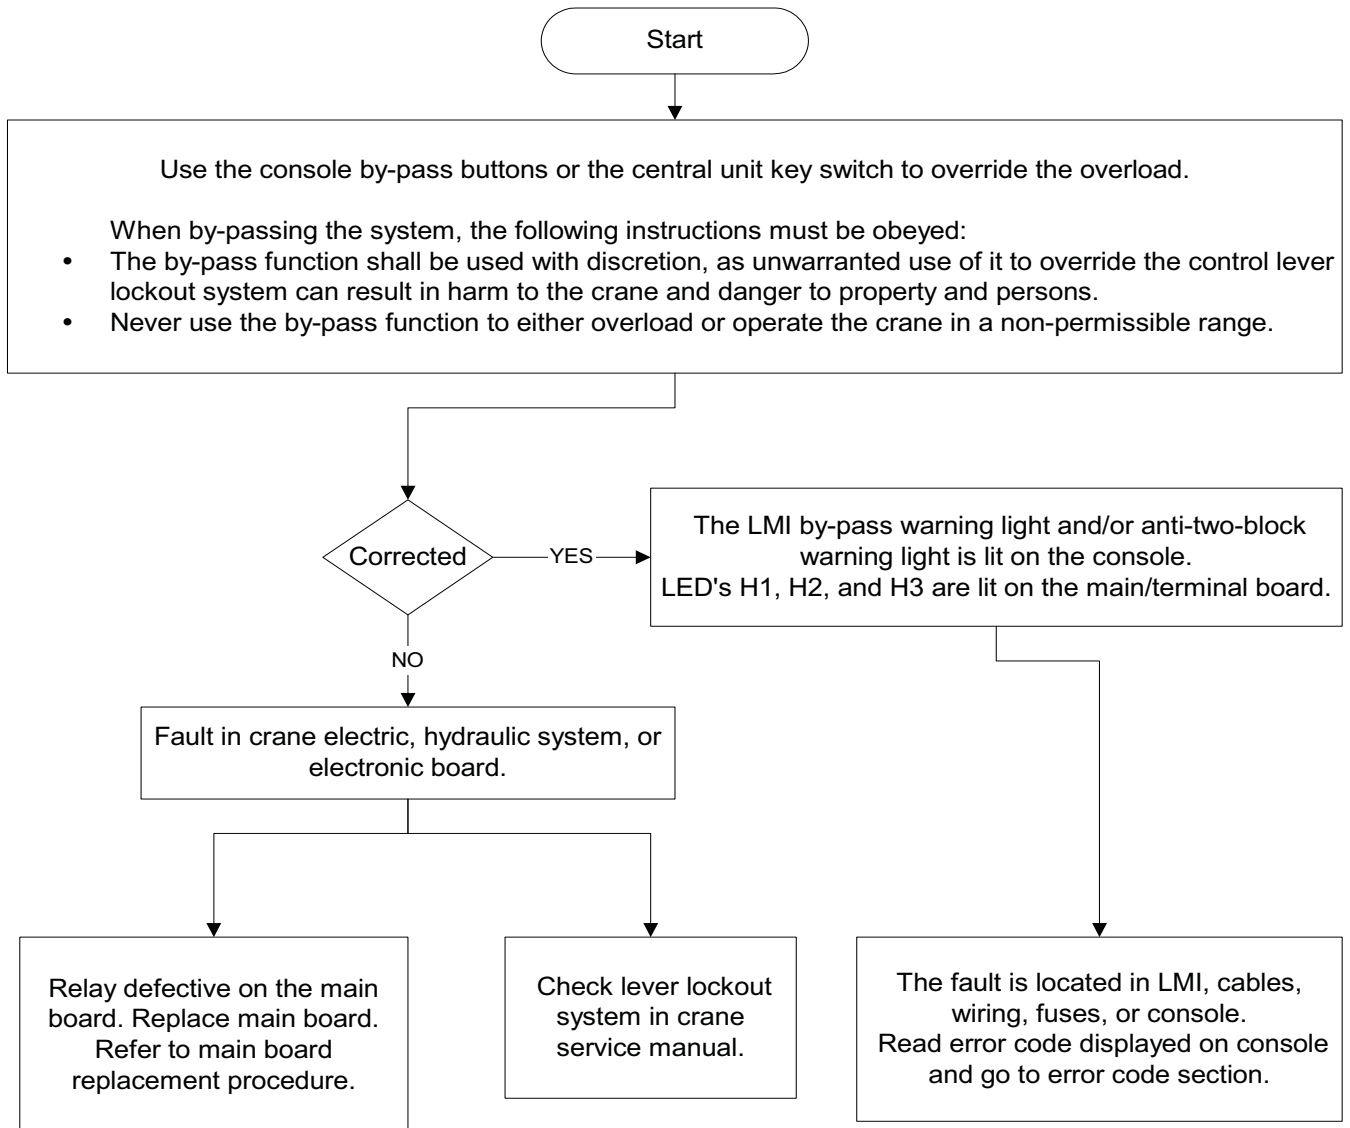 Start
Use the console by-pass buttons or the central unit key switch to override the overload.
When by-passing the system, the following instructions must be obeyed:
• The by-pass function shall be used with discretion, as unwarranted use of it to override the control lever
lockout system can result in harm to the crane and danger to property and persons.
• Never use the by-pass function to either overload or operate the crane in a non-permissible range.
Corrected
YES
The LMI by-pass warning light and/or anti-two-block
warning light is lit on the console.
LED's H1, H2, and H3 are lit on the main/terminal board.
NO
Fault in crane electric, hydraulic system, or
electronic board.
Relay defective on the main
board. Replace main board.
Refer to main board
replacement procedure.
Check lever lockout
system in crane
service manual.
The fault is located in LMI, cables,
wiring, fuses, or console.
Read error code displayed on console
and go to error code section.